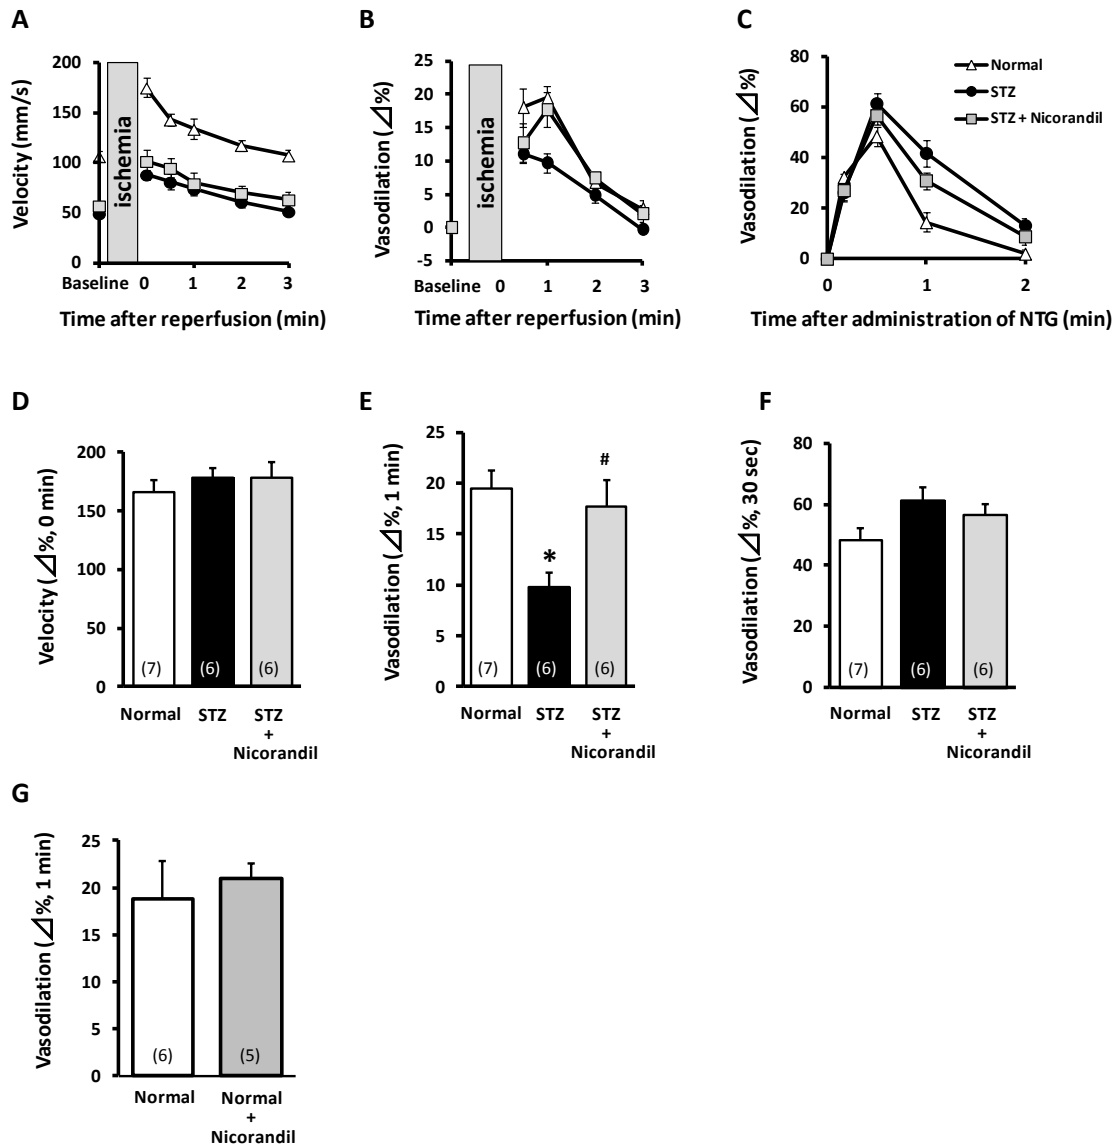 A
Velocity (mm/s)
200
150
100
50
0
ischemia
Baseline 0 1 2 3
Time after reperfusion (min)
B
Vasodilation (⊿%)
25
20
15
10
5
0
-5
ischemia
Baseline 0 1 2 3
Time after reperfusion (min)
C
Vasodilation (⊿%)
80
60
40
20
0
Normal
STZ
STZ + Nicorandil
0 1 2
Time after administration of NTG (min)
D
Velocity (⊿%, 0 min)
200
150
100
50
0
(7) (6) (6)
Normal STZ STZ
+
Nicorandil
E
Vasodilation (⊿%, 1 min)
25
20
15
10
5
0
* #
(7) (6) (6)
Normal STZ STZ
+
Nicorandil
F
Vasodilation (⊿%, 30 sec)
80
60
40
20
0
(7) (6) (6)
Normal STZ STZ
+
Nicorandil
G
Vasodilation (⊿%, 1 min)
25
20
15
10
5
0
(6) (5)
Normal Normal
+
Nicorandil